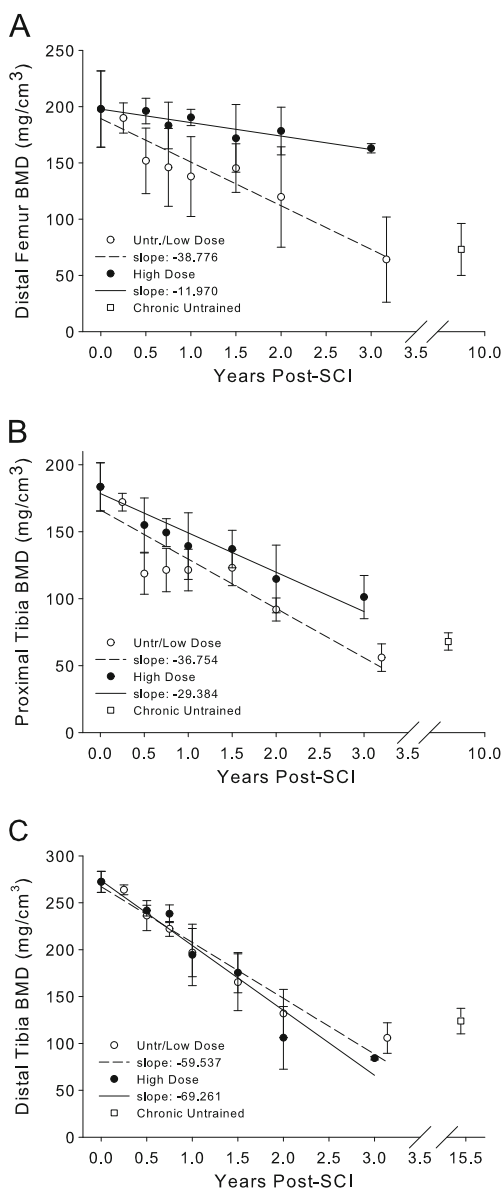 A
Distal Femur BMD (mg/cm³)
250
200
150
100
50
0
Untr./Low Dose
slope: -38.776
High Dose
slope: -11.970
Chronic Untrained
0.0 0.5 1.0 1.5 2.0 2.5 3.0 3.5 10.0
Years Post-SCI
B
Proximal Tibia BMD (mg/cm³)
200
150
100
50
0
Untr/Low Dose
slope: -36.754
High Dose
slope: -29.384
Chronic Untrained
0.0 0.5 1.0 1.5 2.0 2.5 3.0 3.5 10.0
Years Post-SCI
C
Distal Tibia BMD (mg/cm³)
300
250
200
150
100
50
0
Untr/Low Dose
slope: -59.537
High Dose
slope: -69.261
Chronic Untrained
0.0 0.5 1.0 1.5 2.0 2.5 3.0 3.5 15.5
Years Post-SCI